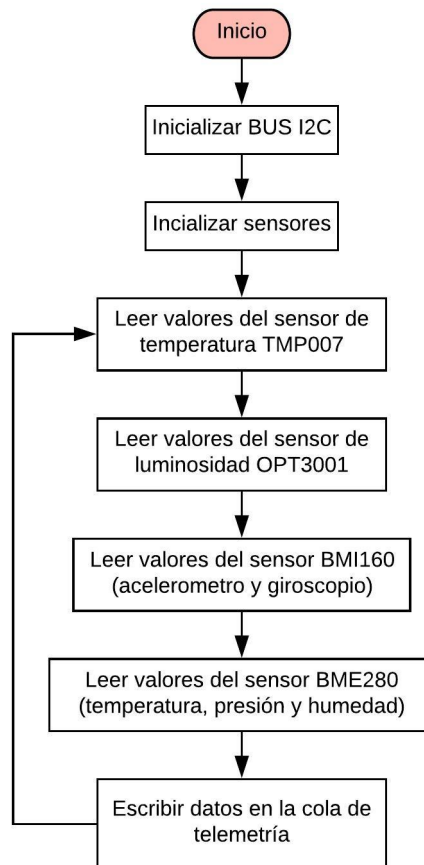 Inicio
Inicializar BUS I2C
Incializar sensores
Leer valores del sensor de
temperatura TMP007
Leer valores del sensor de
luminosidad OPT3001
Leer valores del sensor BMI160
(acelerometro y giroscopio)
Leer valores del sensor BME280
(temperatura, presión y humedad)
Escribir datos en la cola de
telemetría